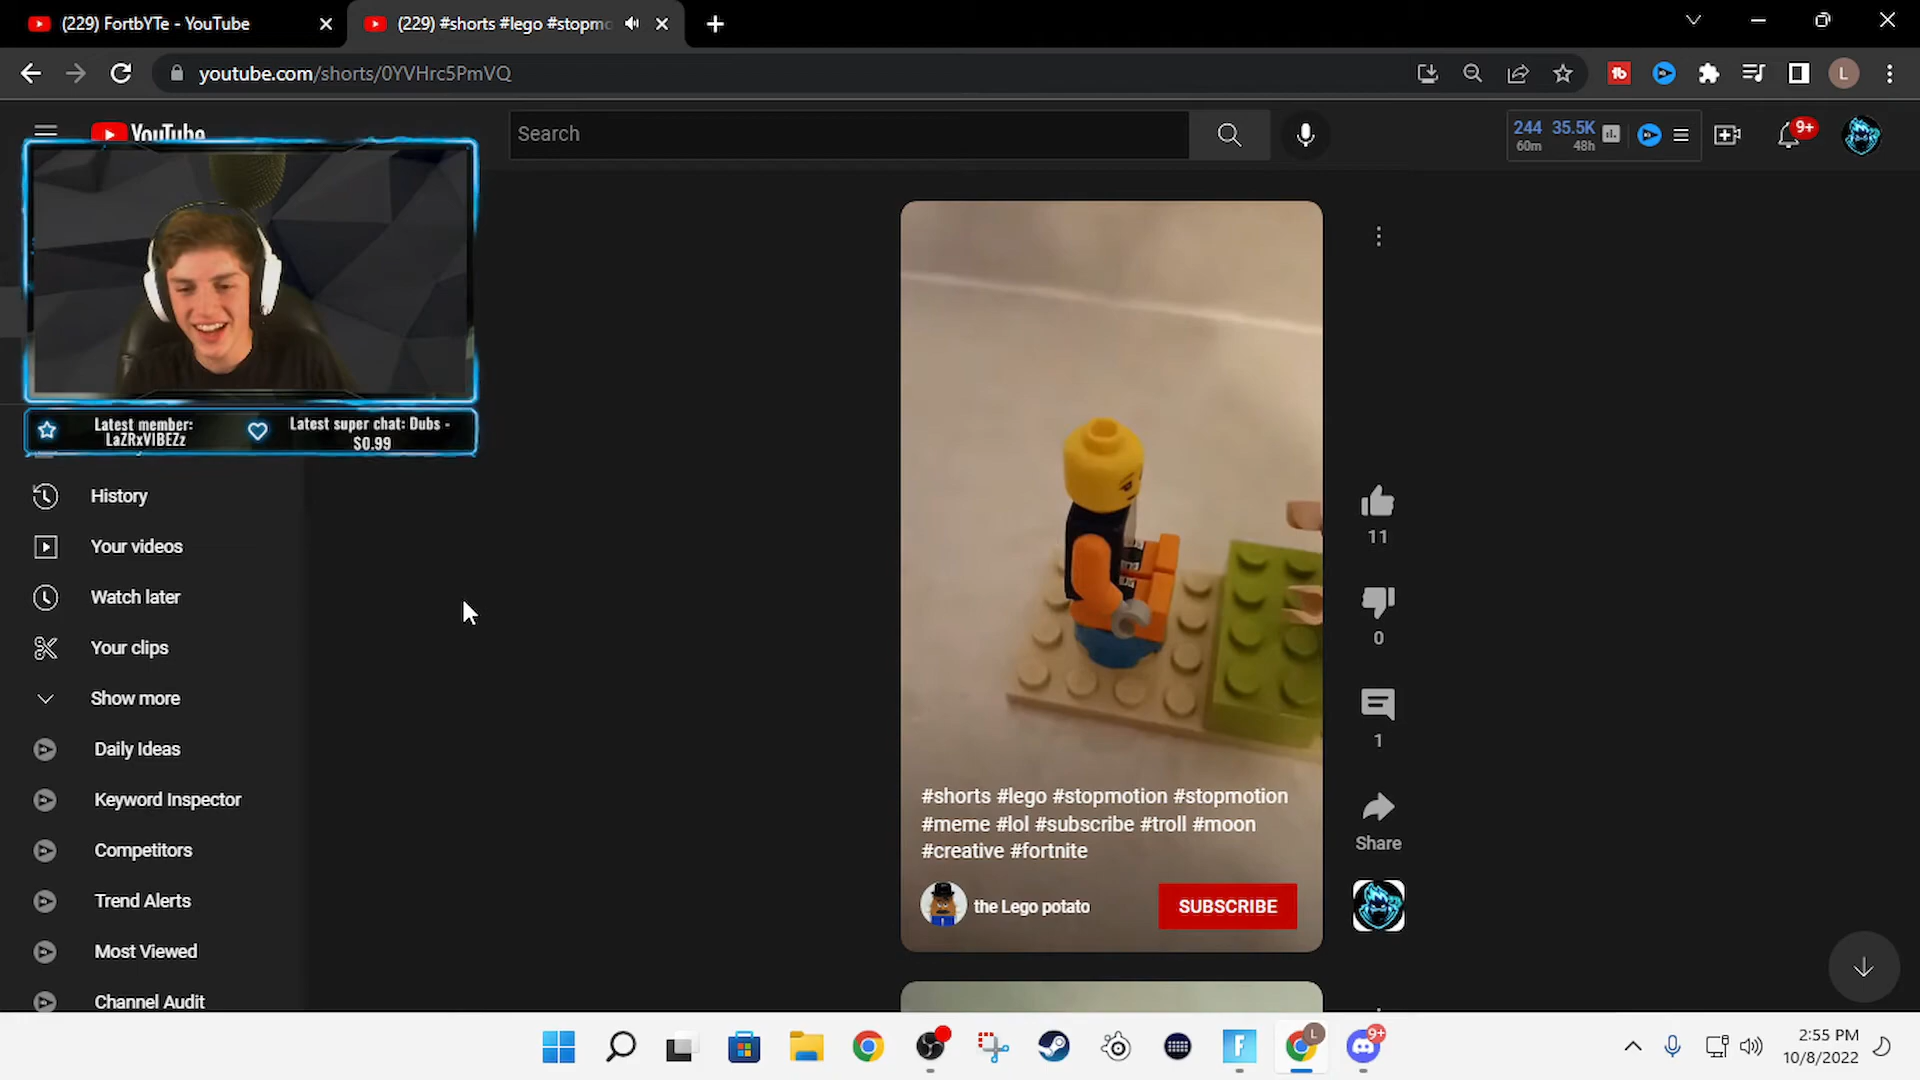 (229) FortbYTe - YouTube
(229) #shorts #lego #stopmo
youtube.com/shorts/0YVHrc5PmVQ
L
YouTube
Search
244 35.5K
60m 48h
9+
Latest member:
LaZRxVIBEZz
Latest super chat: Dubs -
$0.99
History
Your videos
Watch later
Your clips
Show more
Daily Ideas
Keyword Inspector
Competitors
Trend Alerts
Most Viewed
Channel Audit
#shorts #lego #stopmotion #stopmotion
#meme #lol #subscribe #troll #moon
#creative #fortnite
the Lego potato
SUBSCRIBE
11
0
1
Share
L
9+
2:55 PM
10/8/2022